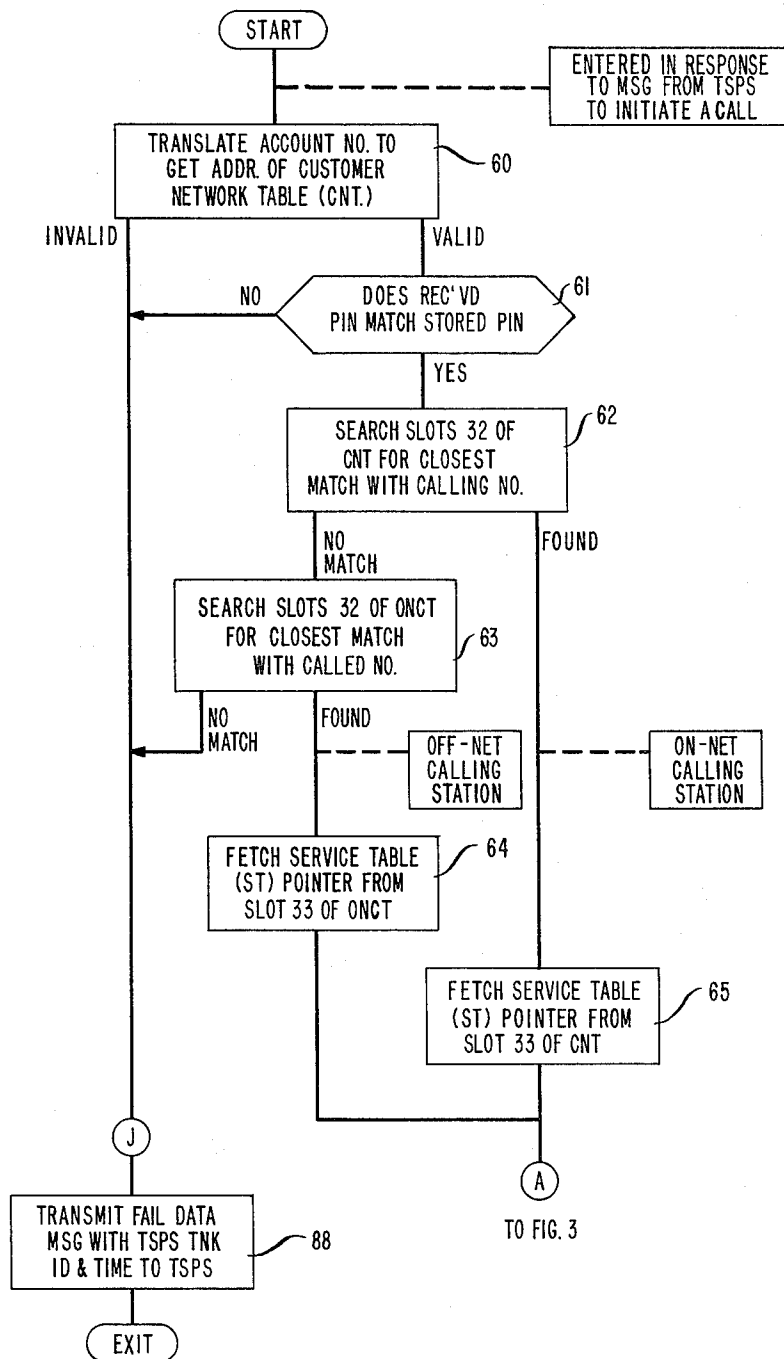 START
ENTERED IN RESPONSE
TO MSG FROM TSPS
TO INITIATE A CALL
TRANSLATE ACCOUNT NO. TO
GET ADDR. OF CUSTOMER
NETWORK TABLE (CNT.)
60
INVALID
VALID
NO
DOES REC'VD
PIN MATCH STORED PIN
61
YES
SEARCH SLOTS 32 OF
CNT FOR CLOSEST
MATCH WITH CALLING NO.
62
NO
MATCH
FOUND
SEARCH SLOTS 32 OF ONCT
FOR CLOSEST MATCH
WITH CALLED NO.
63
NO
MATCH
FOUND
OFF-NET
CALLING
STATION
ON-NET
CALLING
STATION
FETCH SERVICE TABLE
(ST) POINTER FROM
SLOT 33 OF ONCT
64
FETCH SERVICE TABLE
(ST) POINTER FROM
SLOT 33 OF CNT
65
J
A
TO FIG. 3
TRANSMIT FAIL DATA
MSG WITH TSPS TNK
ID & TIME TO TSPS
88
EXIT